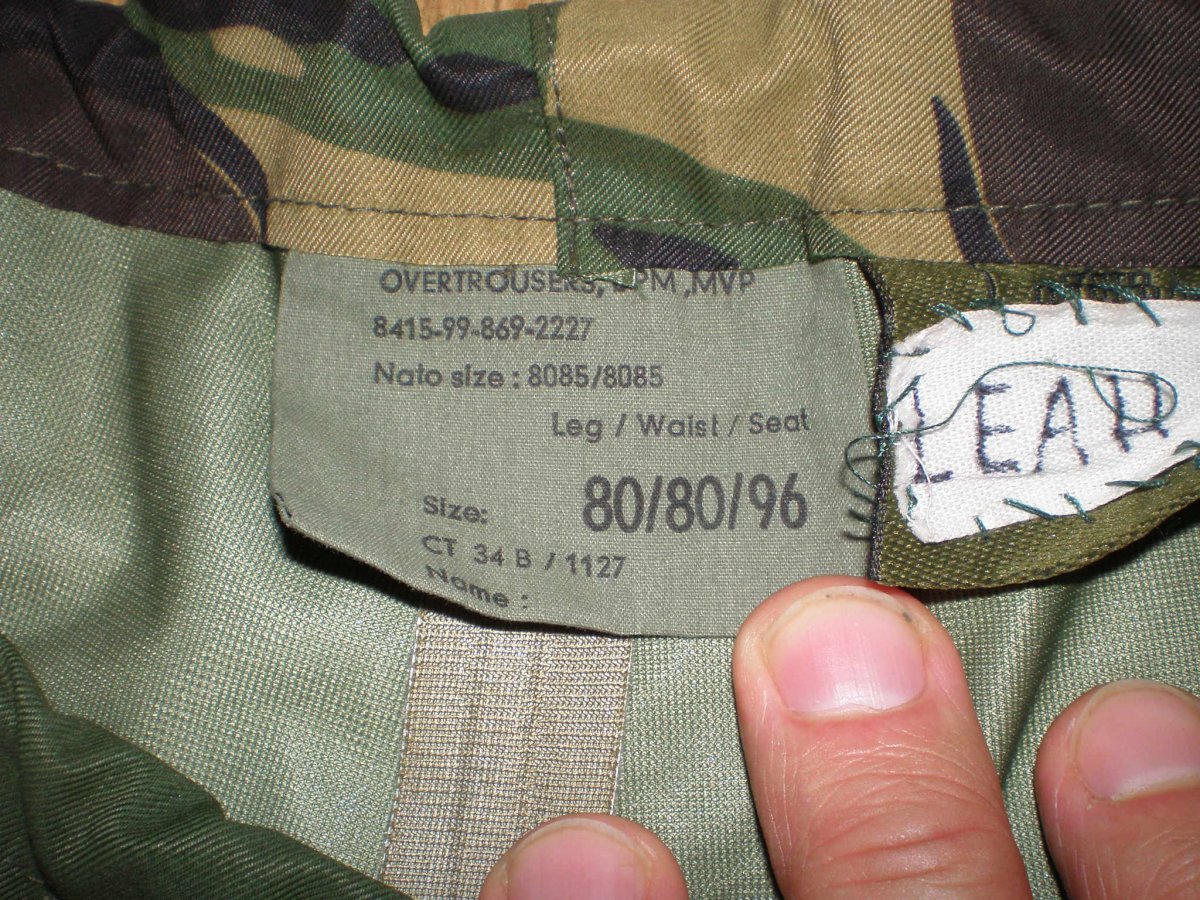 OVERTROUSERS, DPM ,MVP
8415-99-869-2227
Nato size : 8085/8085
Leg / Waist / Seat
Size: 80/80/96
CT 34 B / 1127
Name :
LEAR